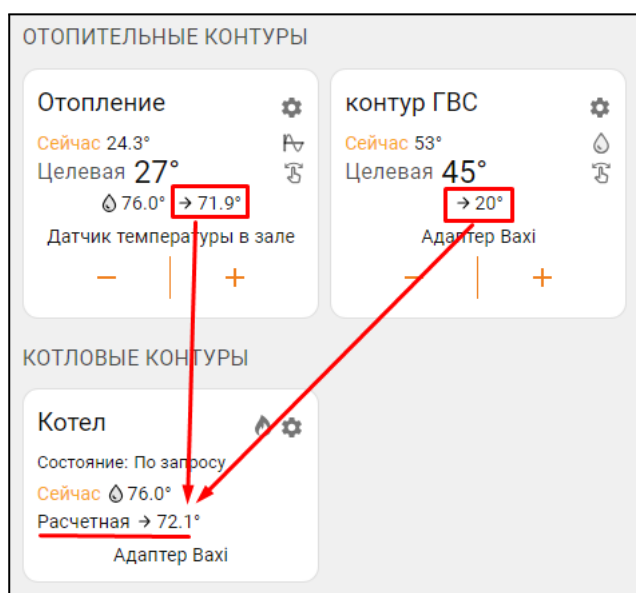 ОТОПИТЕЛЬНЫЕ КОНТУРЫ
Отопление
Сейчас 24.3°
Целевая 27°
76.0° → 71.9°
Датчик температуры в зале
− +
контур ГВС
Сейчас 53°
Целевая 45°
→ 20°
Адаптер Baxi
− +
КОТЛОВЫЕ КОНТУРЫ
Котел
Состояние: По запросу
Сейчас 76.0°
Расчетная → 72.1°
Адаптер Baxi